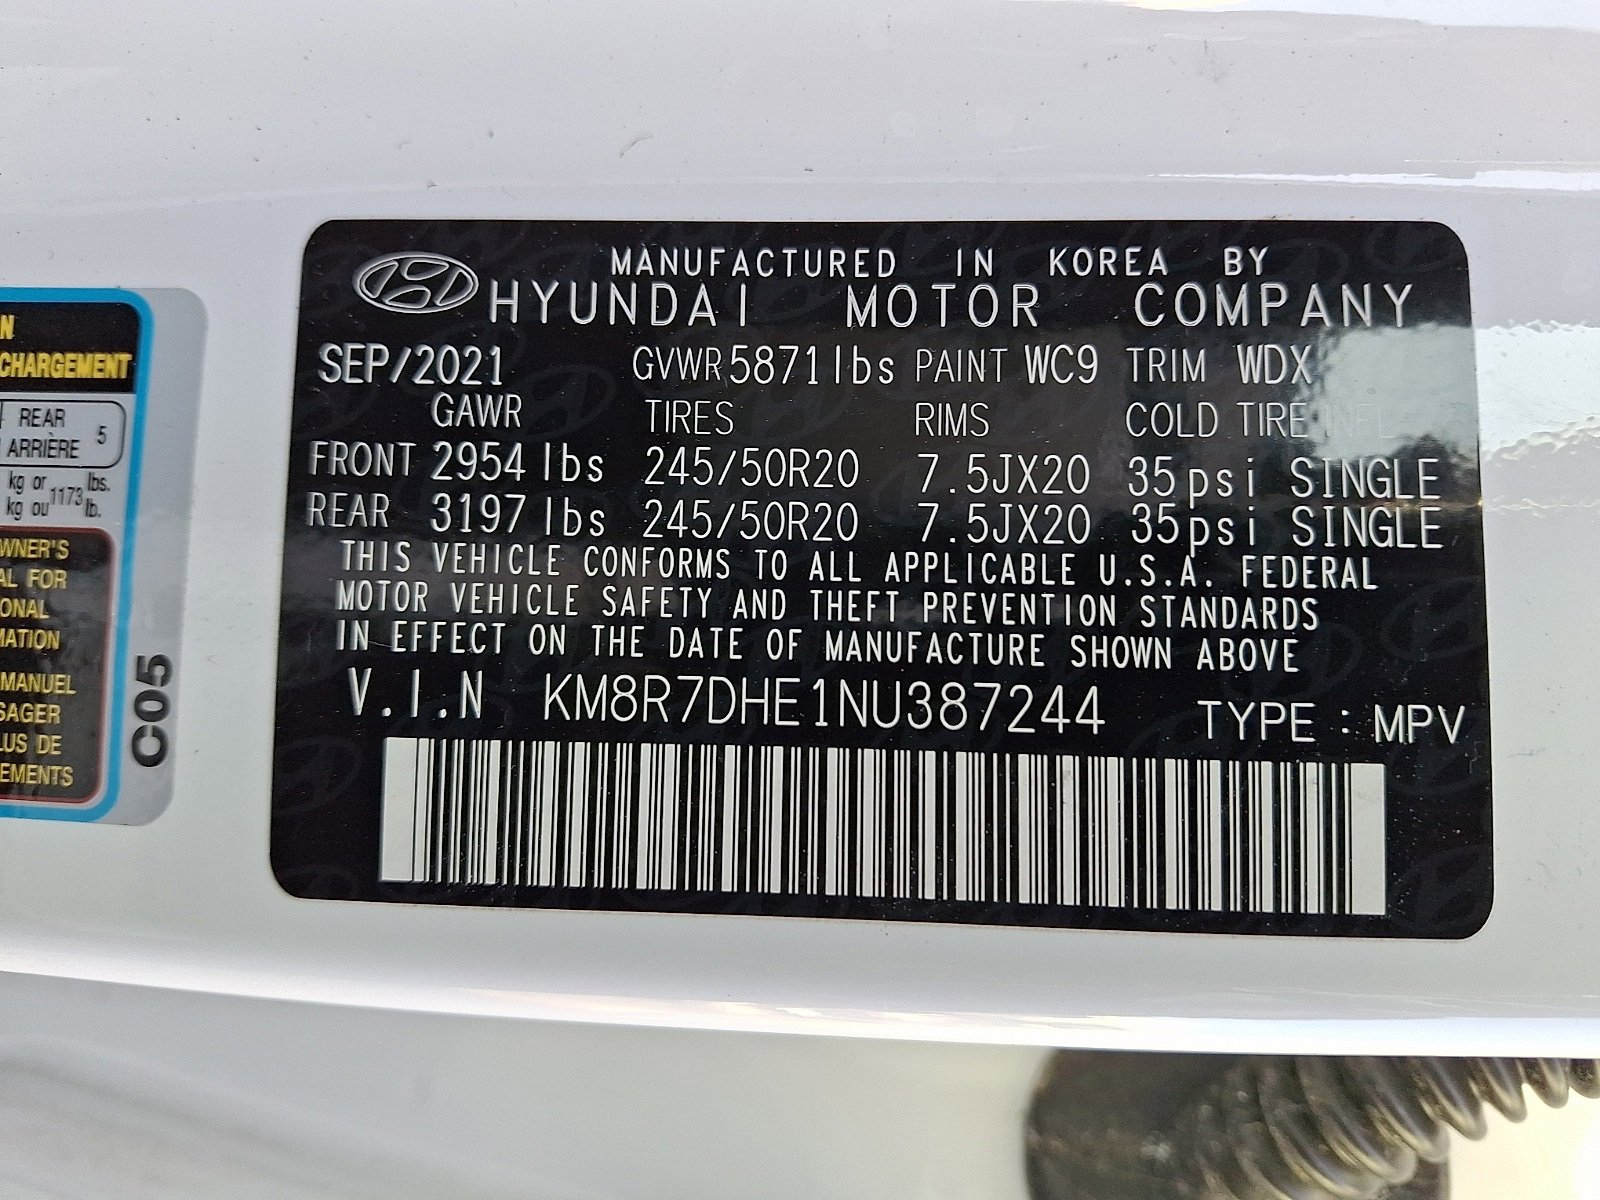 MANUFACTURED IN KOREA BY
HYUNDAI MOTOR COMPANY
SEP/2021 GVWR 5871lbs PAINT WC9 TRIM WDX
GAWR TIRES RIMS COLD TIRE INFL
FRONT 2954 lbs 245/50R20 7.5JX20 35psi SINGLE
REAR 3197 lbs 245/50R20 7.5JX20 35psi SINGLE
THIS VEHICLE CONFORMS TO ALL APPLICABLE U.S.A. FEDERAL
MOTOR VEHICLE SAFETY AND THEFT PREVENTION STANDARDS
IN EFFECT ON THE DATE OF MANUFACTURE SHOWN ABOVE
V.I.N KM8R7DHE1NU387244 TYPE : MPV
N
CHARGEMENT
REAR
ARRIÈRE 5
kg or lbs.
1173
kg ou lb.
WNER'S
AL FOR
ONAL
MATION
MANUEL
SAGER
LUS DE
EMENTS
C05